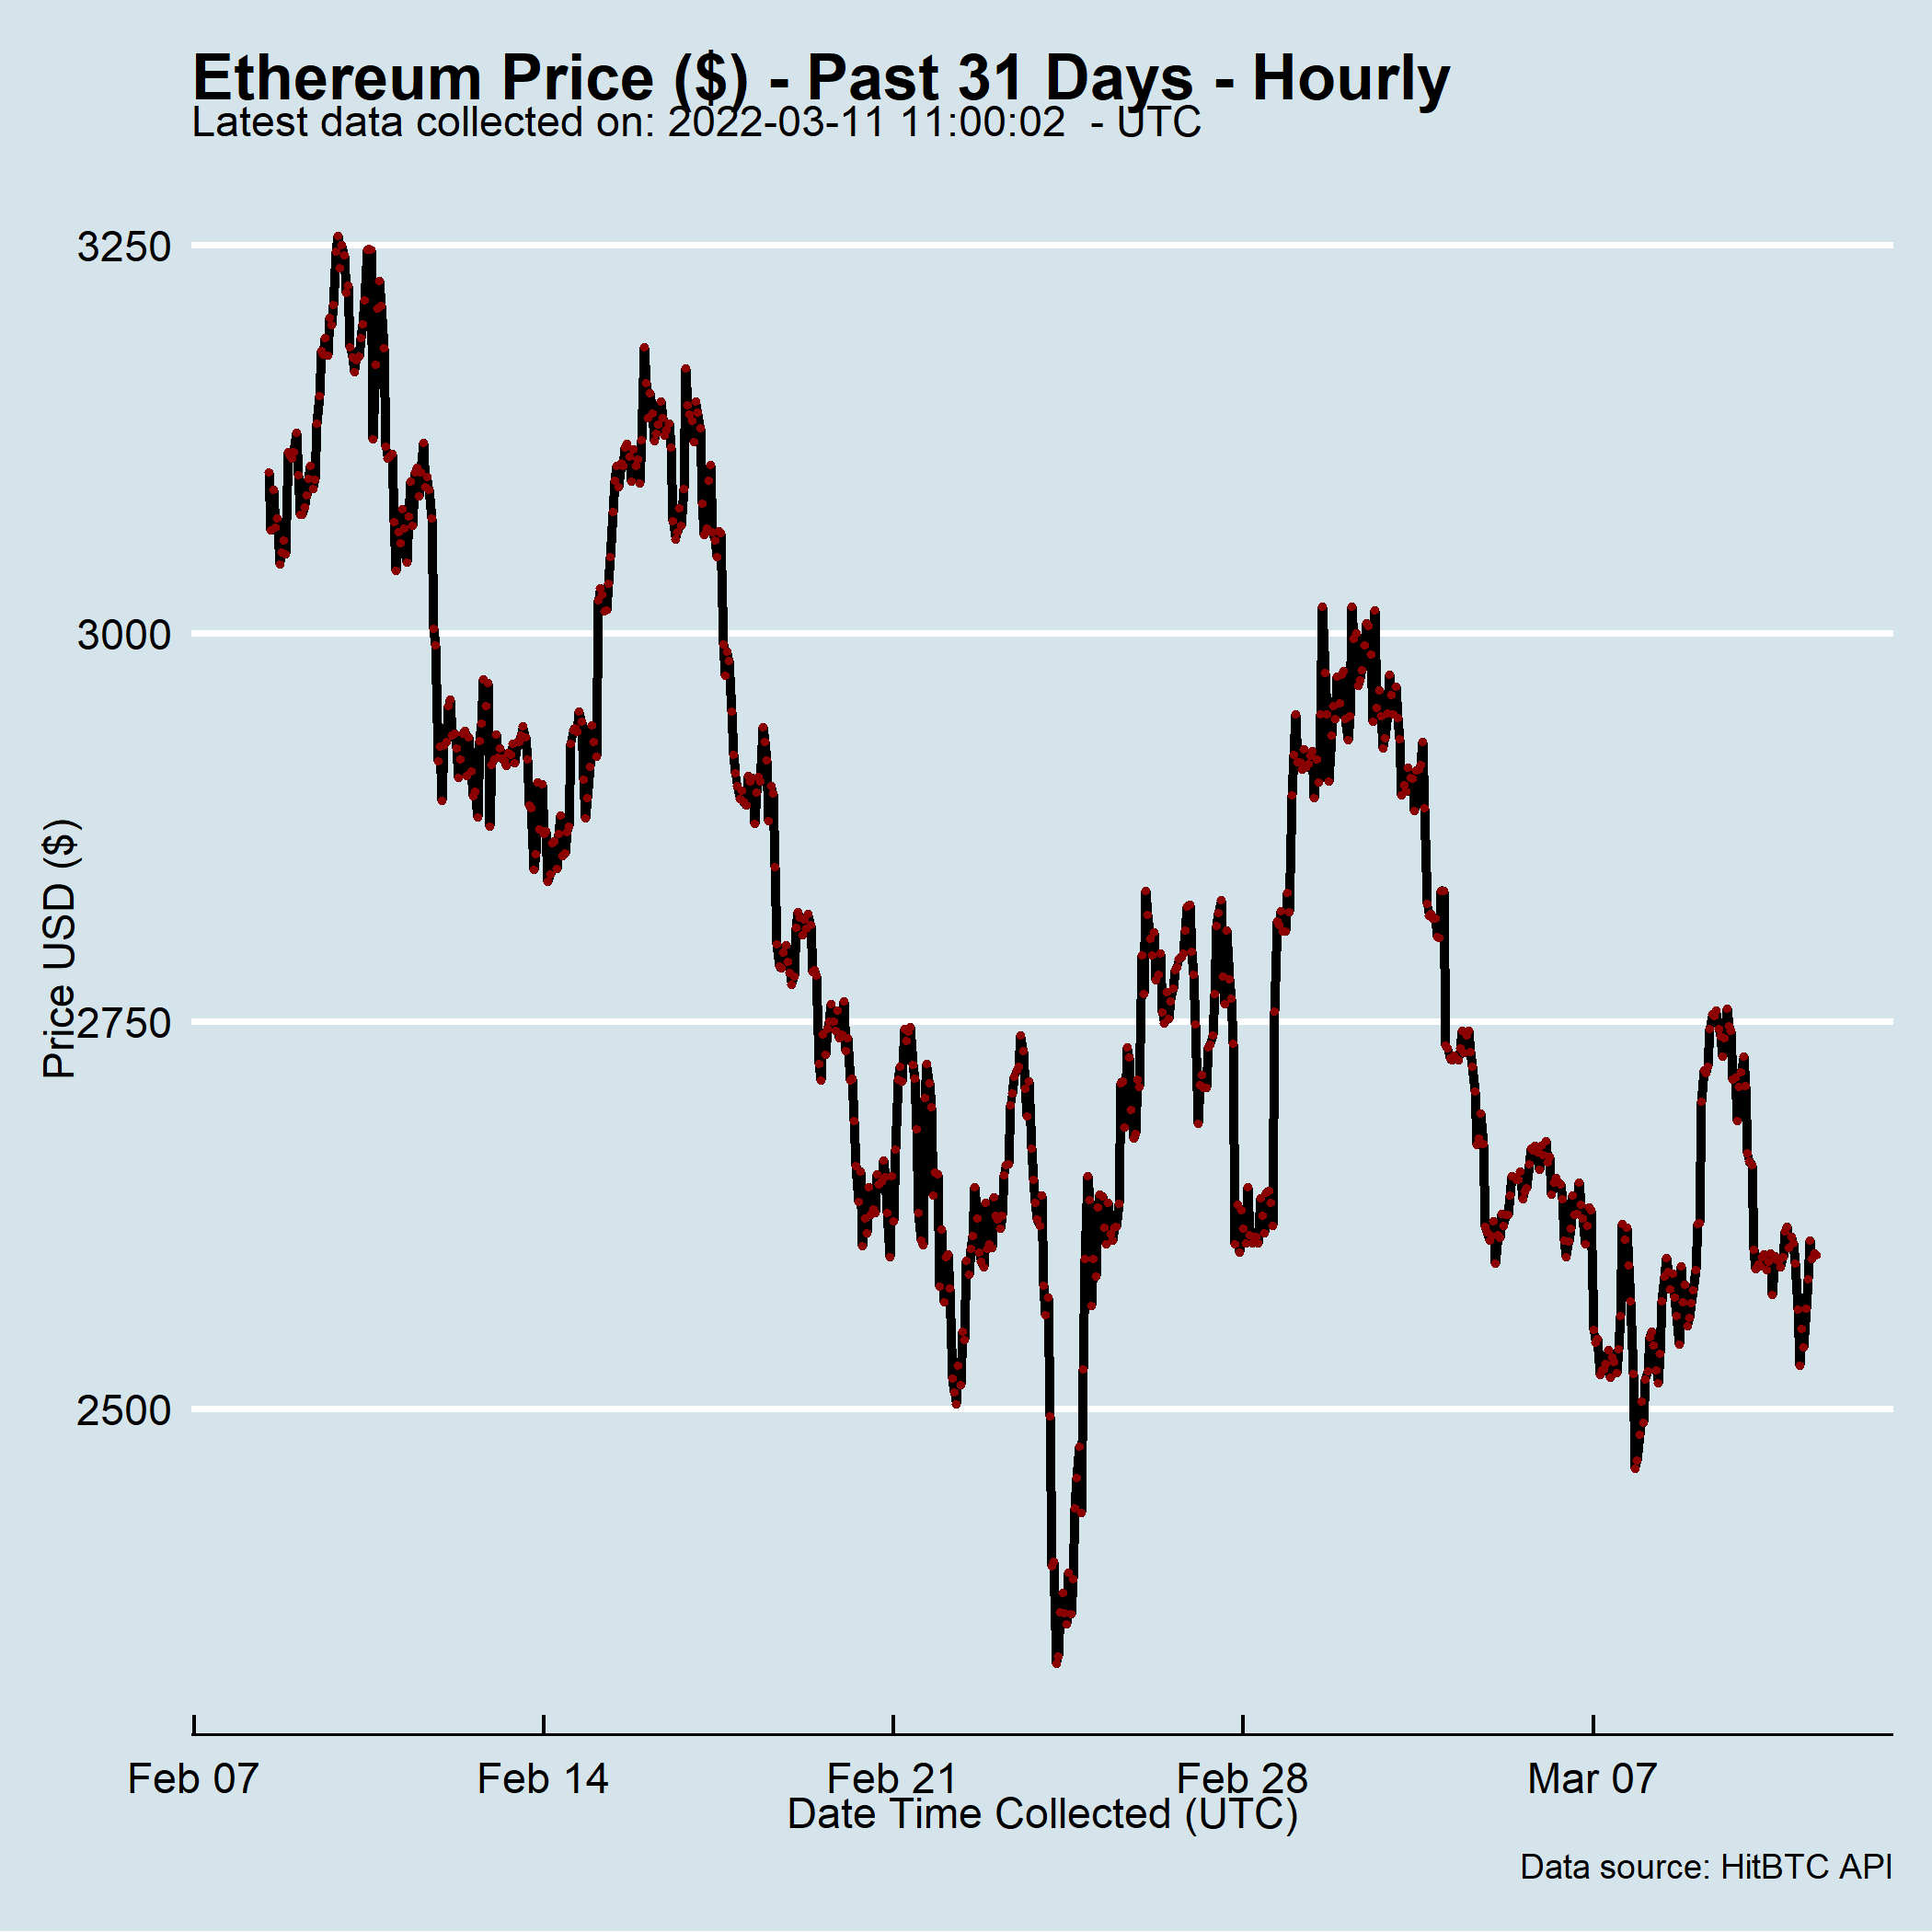 Ethereum Price ($) - Past 31 Days - Hourly
Latest data collected on: 2022-03-11 11:00:02  - UTC
3250
3000
2750
2500
Price USD ($)
Feb 07
Feb 14
Feb 21
Feb 28
Mar 07
Date Time Collected (UTC)
Data source: HitBTC API